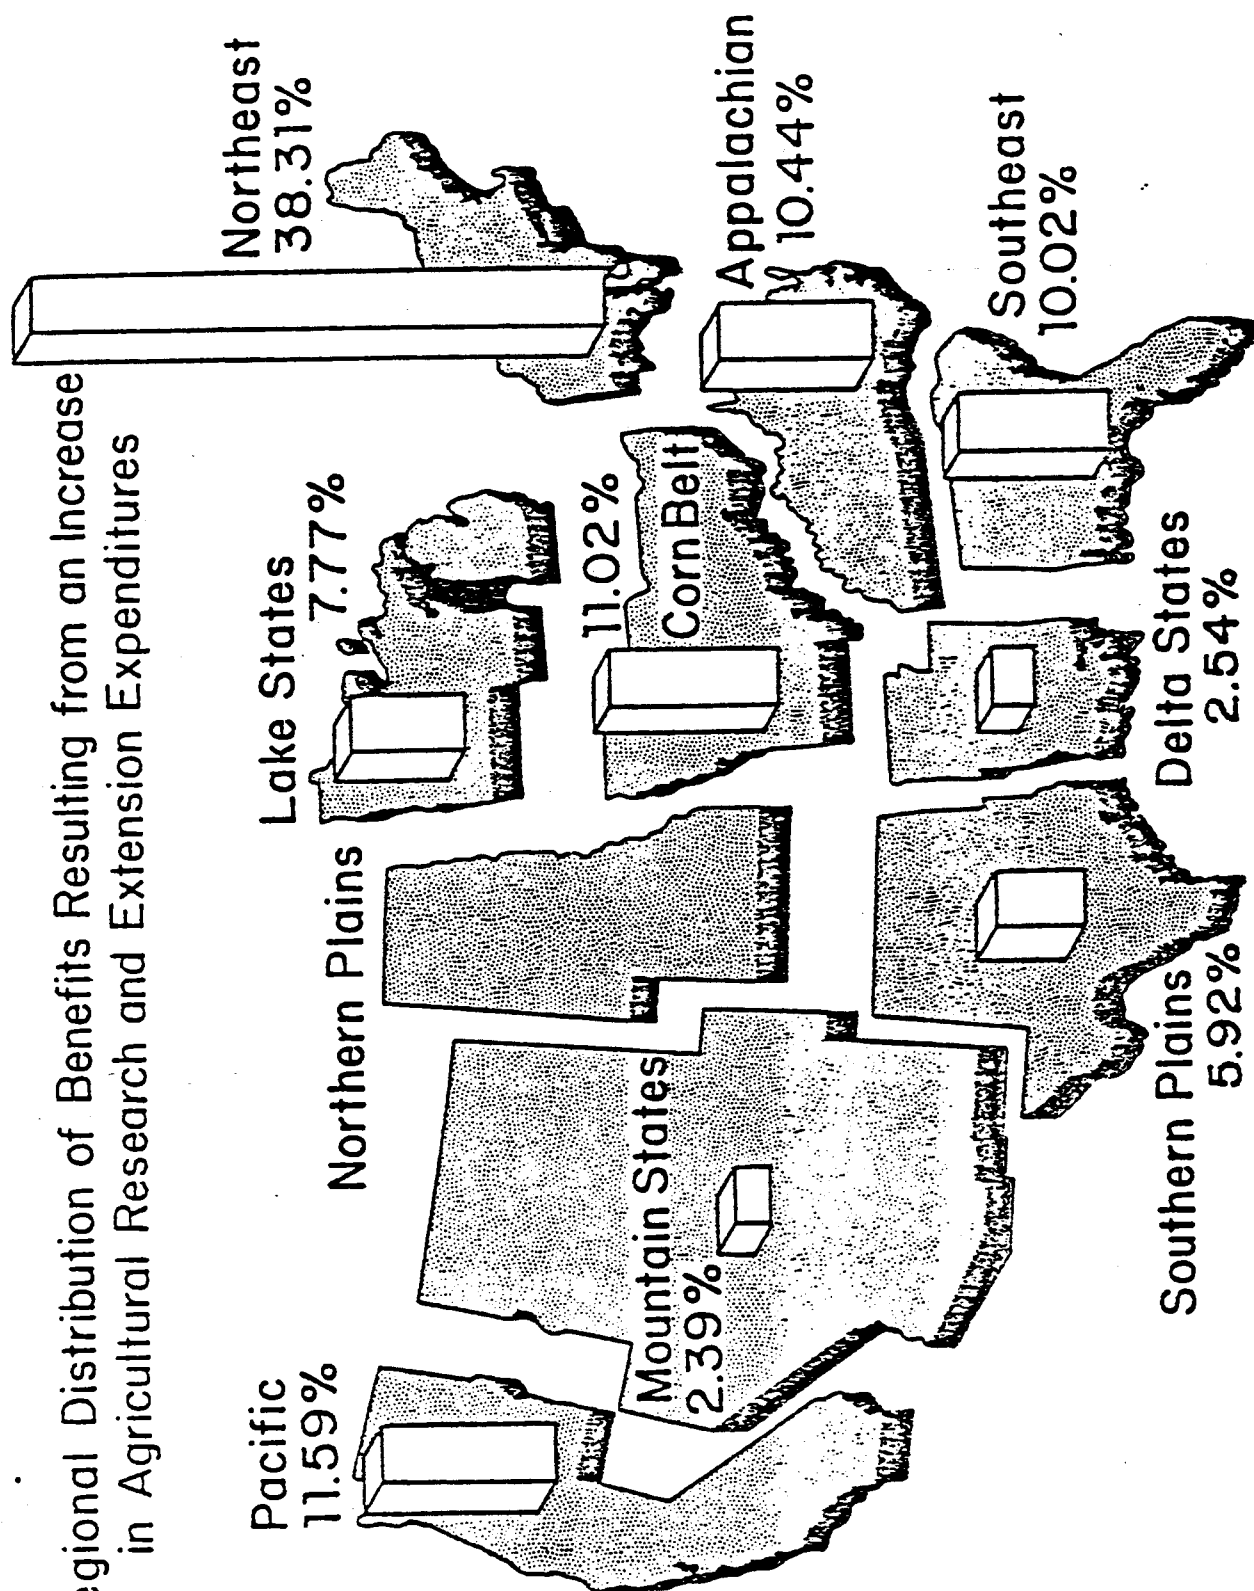 egional Distribution of Benefits Resulting from an Increase
in Agricultural Research and Extension Expenditures
Pacific
11.59%
Mountain States
2.39%
Northern Plains
Lake States
7.77%
11.02%
Corn Belt
Northeast
38.31%
Appalachian
10.44%
Southeast
10.02%
Delta States
2.54%
Southern Plains
5.92%